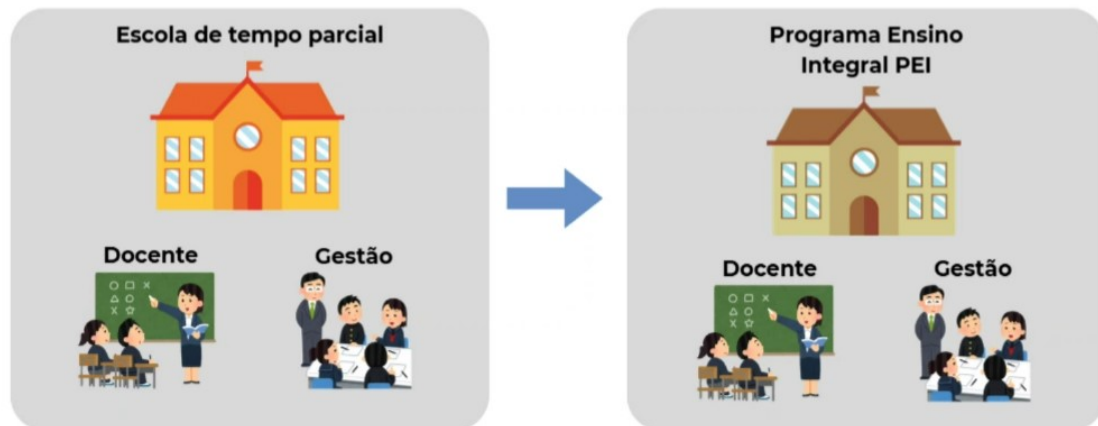 Escola de tempo parcial
Docente
Gestão
Programa Ensino
Integral PEI
Docente
Gestão